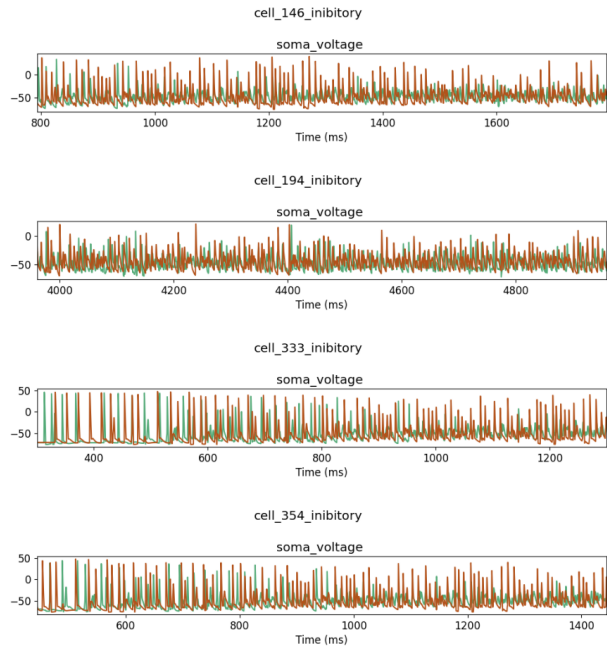 cell_146_inibitory
soma_voltage
0
−50
800 1000 1200 1400 1600
Time (ms)
cell_194_inibitory
soma_voltage
0
−50
4000 4200 4400 4600 4800
Time (ms)
cell_333_inibitory
soma_voltage
50
0
−50
400 600 800 1000 1200
Time (ms)
cell_354_inibitory
soma_voltage
50
0
−50
600 800 1000 1200 1400
Time (ms)